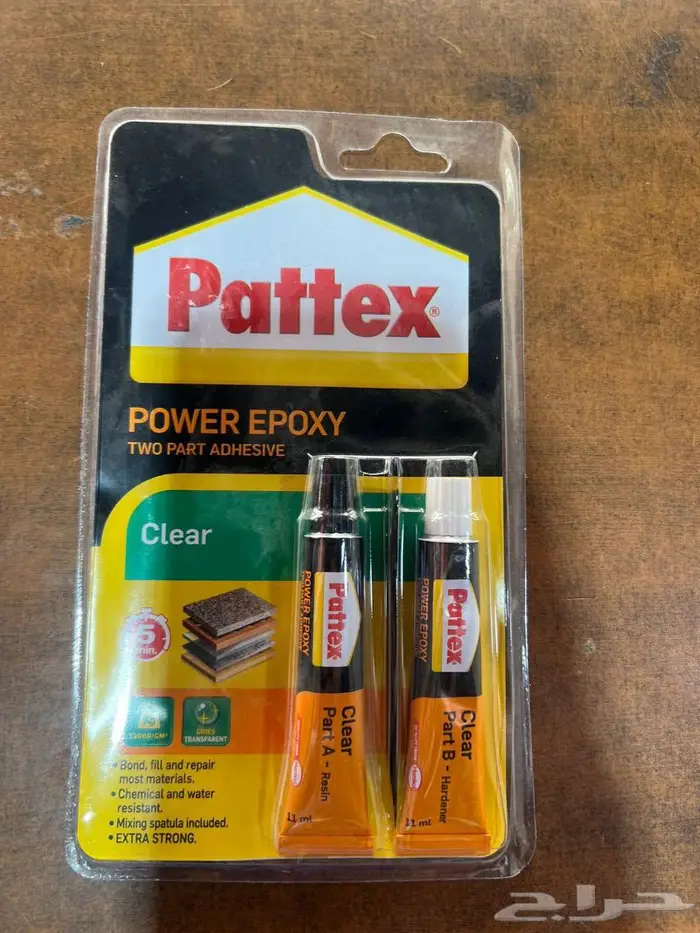 Pattex®
POWER EPOXY
TWO PART ADHESIVE
Clear
5
min.
130KG/CM²
DRIES
TRANSPARENT
• Bond, fill and repair
most materials.
• Chemical and water
resistant.
• Mixing spatula included.
• EXTRA STRONG.
Pattex
POWER EPOXY
Clear
Part A - Resin
11 ml
Pattex
POWER EPOXY
Clear
Part B - Hardener
11 ml
حراج